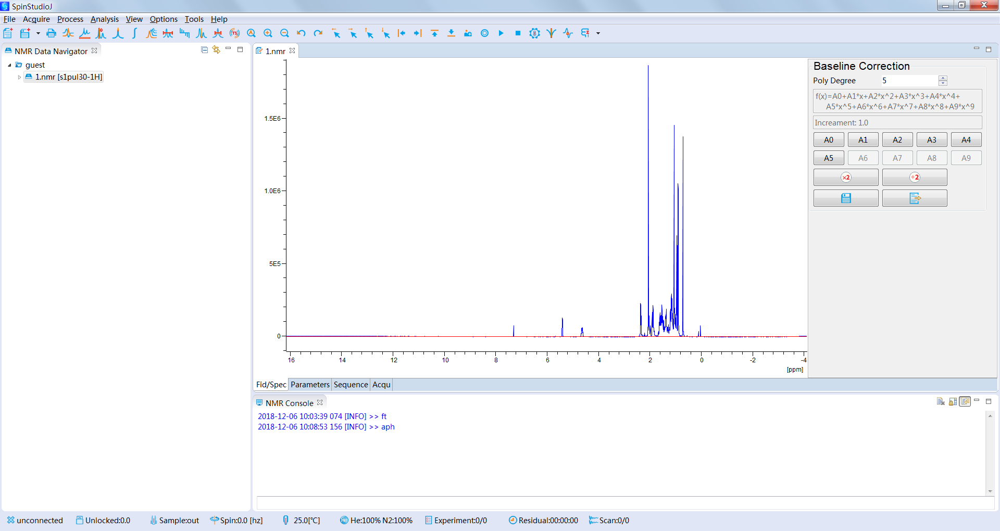 SpinStudioJ
File Acquire Process Analysis View Options Tools Help
NMR Data Navigator
guest
1.nmr [s1pul30-1H]
1.nmr
1.5E6
1.0E6
5E5
0
16 14 12 10 8 6 4 2 0 -2 -4
[ppm]
Baseline Correction
Poly Degree 5
f(x)=A0+A1*x+A2*x^2+A3*x^3+A4*x^4+
A5*x^5+A6*x^6+A7*x^7+A8*x^8+A9*x^9
Increament: 1.0
A0 A1 A2 A3 A4
A5 A6 A7 A8 A9
×2 ÷2
Fid/Spec Parameters Sequence Acqu
NMR Console
2018-12-06 10:03:39 074 [INFO] >> ft
2018-12-06 10:08:53 156 [INFO] >> aph
unconnected Unlocked:0.0 Sample:out Spin:0.0 [hz] 25.0[℃] He:100% N2:100% Experiment:0/0 Residual:00:00:00 Scan:0/0